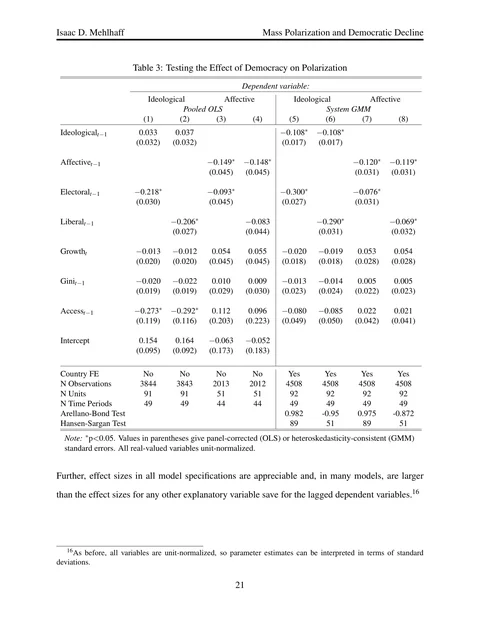 Isaac D. Mehlhaff Mass Polarization and Democratic Decline
Table 3: Testing the Effect of Democracy on Polarization
Dependent variable:
Ideological Affective Ideological Affective
Pooled OLS System GMM
(1) (2) (3) (4) (5) (6) (7) (8)
Ideological t−1 0.033 0.037 −0.108* −0.108*
(0.032) (0.032) (0.017) (0.017)
Affective t−1 −0.149* −0.148* −0.120* −0.119*
(0.045) (0.045) (0.031) (0.031)
Electoral t−1 −0.218* −0.093* −0.300* −0.076*
(0.030) (0.045) (0.027) (0.031)
Liberal t−1 −0.206* −0.083 −0.290* −0.069*
(0.027) (0.044) (0.031) (0.032)
Growth t −0.013 −0.012 0.054 0.055 −0.020 −0.019 0.053 0.054
(0.020) (0.020) (0.045) (0.045) (0.018) (0.018) (0.028) (0.028)
Gini t−1 −0.020 −0.022 0.010 0.009 −0.013 −0.014 0.005 0.005
(0.019) (0.019) (0.029) (0.030) (0.023) (0.024) (0.022) (0.023)
Access t−1 −0.273* −0.292* 0.112 0.096 −0.080 −0.085 0.022 0.021
(0.119) (0.116) (0.203) (0.223) (0.049) (0.050) (0.042) (0.041)
Intercept 0.154 0.164 −0.063 −0.052
(0.095) (0.092) (0.173) (0.183)
Country FE No No No No Yes Yes Yes Yes
N Observations 3844 3843 2013 2012 4508 4508 4508 4508
N Units 91 91 51 51 92 92 92 92
N Time Periods 49 49 44 44 49 49 49 49
Arellano-Bond Test 0.982 -0.95 0.975 -0.872
Hansen-Sargan Test 89 51 89 51
Note: *p<0.05. Values in parentheses give panel-corrected (OLS) or heteroskedasticity-consistent (GMM)
standard errors. All real-valued variables unit-normalized.
Further, effect sizes in all model specifications are appreciable and, in many models, are larger
than the effect sizes for any other explanatory variable save for the lagged dependent variables.16
16As before, all variables are unit-normalized, so parameter estimates can be interpreted in terms of standard
deviations.
21